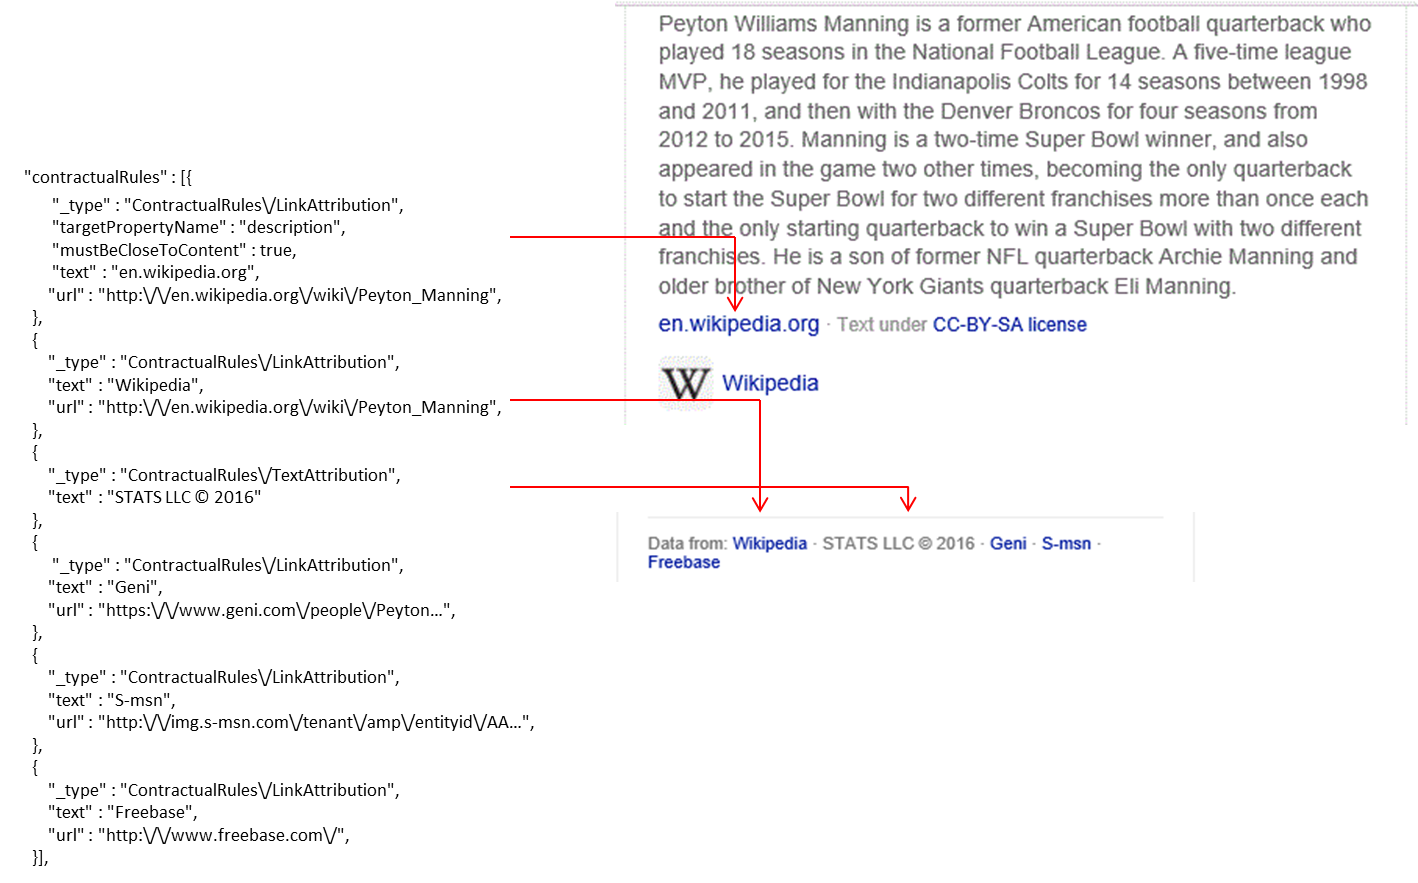 "contractualRules" : [{
"_type" : "ContractualRules\/LinkAttribution",
"targetPropertyName" : "description",
"mustBeCloseToContent" : true,
"text" : "en.wikipedia.org",
"url" : "http:\/\/en.wikipedia.org\/wiki\/Peyton_Manning",
},
{
"_type" : "ContractualRules\/LinkAttribution",
"text" : "Wikipedia",
"url" : "http:\/\/en.wikipedia.org\/wiki\/Peyton_Manning",
},
{
"_type" : "ContractualRules\/TextAttribution",
"text" : "STATS LLC © 2016"
},
{
"_type" : "ContractualRules\/LinkAttribution",
"text" : "Geni",
"url" : "https:\/\/www.geni.com\/people\/Peyton...",
},
{
"_type" : "ContractualRules\/LinkAttribution",
"text" : "S-msn",
"url" : "http:\/\/img.s-msn.com\/tenant\/amp\/entityid\/AA...",
},
{
"_type" : "ContractualRules\/LinkAttribution",
"text" : "Freebase",
"url" : "http:\/\/www.freebase.com\/",
}],
Peyton Williams Manning is a former American football quarterback who
played 18 seasons in the National Football League. A five-time league
MVP, he played for the Indianapolis Colts for 14 seasons between 1998
and 2011, and then with the Denver Broncos for four seasons from
2012 to 2015. Manning is a two-time Super Bowl winner, and also
appeared in the game two other times, becoming the only quarterback
to start the Super Bowl for two different franchises more than once each
and the only starting quarterback to win a Super Bowl with two different
franchises. He is a son of former NFL quarterback Archie Manning and
older brother of New York Giants quarterback Eli Manning.
en.wikipedia.org · Text under CC-BY-SA license
W Wikipedia
Data from: Wikipedia · STATS LLC © 2016 · Geni · S-msn ·
Freebase